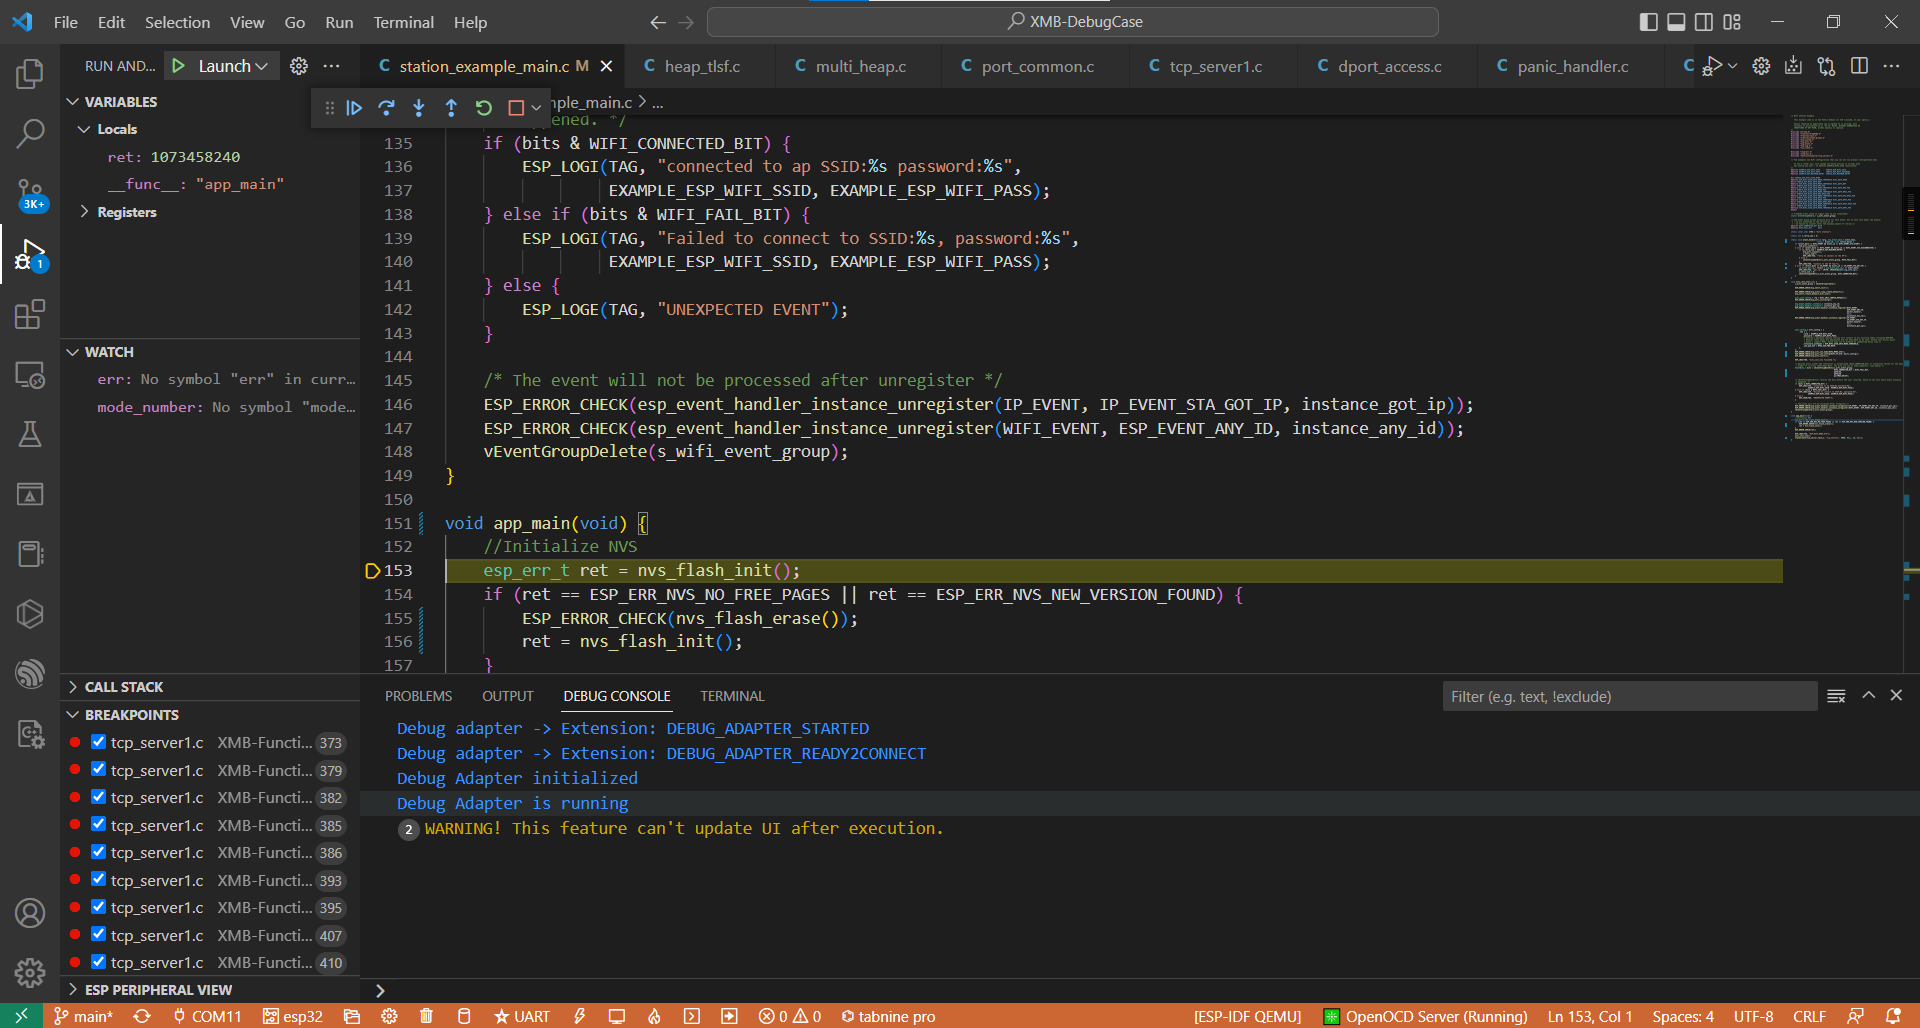 File Edit Selection View Go Run Terminal Help
XMB-DebugCase
RUN AND... Launch
station_example_main.c M
heap_tlsf.c
multi_heap.c
port_common.c
tcp_server1.c
dport_access.c
panic_handler.c
mple_main.c > ...
VARIABLES
Locals
ret: 1073458240
__func__: "app_main"
Registers
WATCH
err: No symbol "err" in curr...
mode_number: No symbol "mode...
CALL STACK
BREAKPOINTS
tcp_server1.c XMB-Functi... 373
tcp_server1.c XMB-Functi... 379
tcp_server1.c XMB-Functi... 382
tcp_server1.c XMB-Functi... 385
tcp_server1.c XMB-Functi... 386
tcp_server1.c XMB-Functi... 393
tcp_server1.c XMB-Functi... 395
tcp_server1.c XMB-Functi... 407
tcp_server1.c XMB-Functi... 410
ESP PERIPHERAL VIEW
3K+
1
ened. */
135 if (bits & WIFI_CONNECTED_BIT) {
136 ESP_LOGI(TAG, "connected to ap SSID:%s password:%s",
137 EXAMPLE_ESP_WIFI_SSID, EXAMPLE_ESP_WIFI_PASS);
138 } else if (bits & WIFI_FAIL_BIT) {
139 ESP_LOGI(TAG, "Failed to connect to SSID:%s, password:%s",
140 EXAMPLE_ESP_WIFI_SSID, EXAMPLE_ESP_WIFI_PASS);
141 } else {
142 ESP_LOGE(TAG, "UNEXPECTED EVENT");
143 }
144
145 /* The event will not be processed after unregister */
146 ESP_ERROR_CHECK(esp_event_handler_instance_unregister(IP_EVENT, IP_EVENT_STA_GOT_IP, instance_got_ip));
147 ESP_ERROR_CHECK(esp_event_handler_instance_unregister(WIFI_EVENT, ESP_EVENT_ANY_ID, instance_any_id));
148 vEventGroupDelete(s_wifi_event_group);
149 }
150
151 void app_main(void) {
152 //Initialize NVS
153 esp_err_t ret = nvs_flash_init();
154 if (ret == ESP_ERR_NVS_NO_FREE_PAGES || ret == ESP_ERR_NVS_NEW_VERSION_FOUND) {
155 ESP_ERROR_CHECK(nvs_flash_erase());
156 ret = nvs_flash_init();
157 }
PROBLEMS OUTPUT DEBUG CONSOLE TERMINAL
Filter (e.g. text, !exclude)
Debug adapter -> Extension: DEBUG_ADAPTER_STARTED
Debug adapter -> Extension: DEBUG_ADAPTER_READY2CONNECT
Debug Adapter initialized
Debug Adapter is running
2 WARNING! This feature can't update UI after execution.
main* COM11 esp32 UART 0 0 tabnine pro [ESP-IDF QEMU] OpenOCD Server (Running) Ln 153, Col 1 Spaces: 4 UTF-8 CRLF